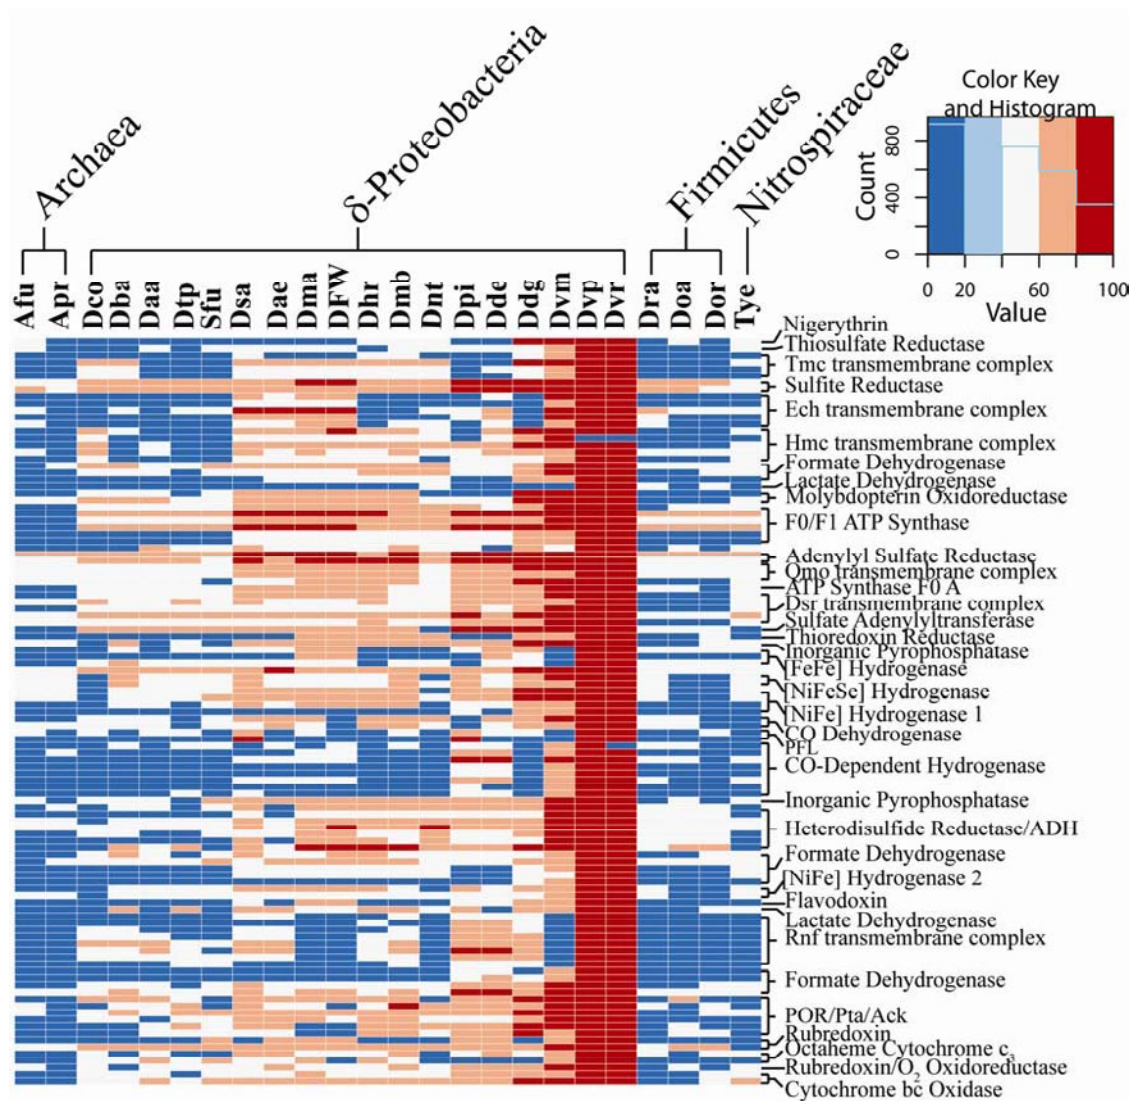 Archaea
δ-Proteobacteria
Firmicutes
Nitrospiraceae
Color Key
and Histogram
Count
0 400 800
0 20 60 100
Value
Afu Apr Dco Dba Daa Dtp Sfu Dsa Dae Dma DFW Dhr Dmb Dnt Dpi Dde Ddg Dvm Dvp Dvr Dra Doa Dor Tye
Nigerythrin
Thiosulfate Reductase
Tmc transmembrane complex
Sulfite Reductase
Ech transmembrane complex
Hmc transmembrane complex
Formate Dehydrogenase
Lactate Dehydrogenase
Molybdopterin Oxidoreductase
F0/F1 ATP Synthase
Adenylyl Sulfate Reductase
Qmo transmembrane complex
ATP Synthase F0 A
Dsr transmembrane complex
Sulfate Adenylyltransferase
Thioredoxin Reductase
Inorganic Pyrophosphatase
[FeFe] Hydrogenase
[NiFeSe] Hydrogenase
[NiFe] Hydrogenase 1
CO Dehydrogenase
PFL
CO-Dependent Hydrogenase
Inorganic Pyrophosphatase
Heterodisulfide Reductase/ADH
Formate Dehydrogenase
[NiFe] Hydrogenase 2
Flavodoxin
Lactate Dehydrogenase
Rnf transmembrane complex
Formate Dehydrogenase
POR/Pta/Ack
Rubredoxin
Octaheme Cytochrome c₃
Rubredoxin/O₂ Oxidoreductase
Cytochrome bc Oxidase